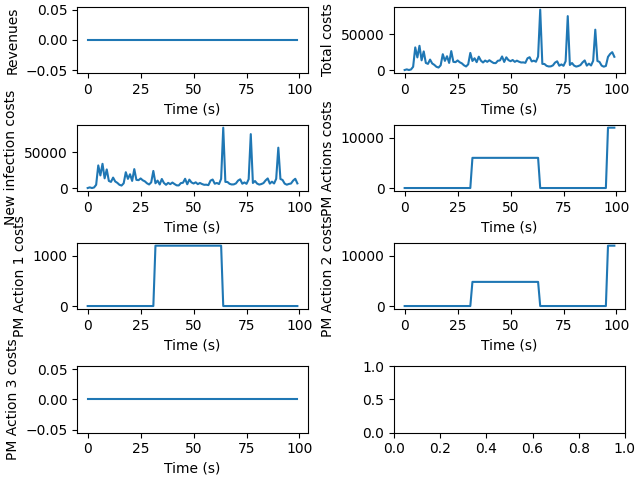 Revenues
0.05
0.00
−0.05
0 25 50 75 100
Time (s)
Total costs
50000
0
0 25 50 75 100
Time (s)
New infection costs
50000
0
0 25 50 75 100
Time (s)
PM Actions costs
10000
0
0 25 50 75 100
Time (s)
PM Action 1 costs
1000
0
0 25 50 75 100
Time (s)
PM Action 2 costs
10000
0
0 25 50 75 100
Time (s)
PM Action 3 costs
0.05
0.00
−0.05
0 25 50 75 100
Time (s)
1.0
0.5
0.0
0.0 0.2 0.4 0.6 0.8 1.0